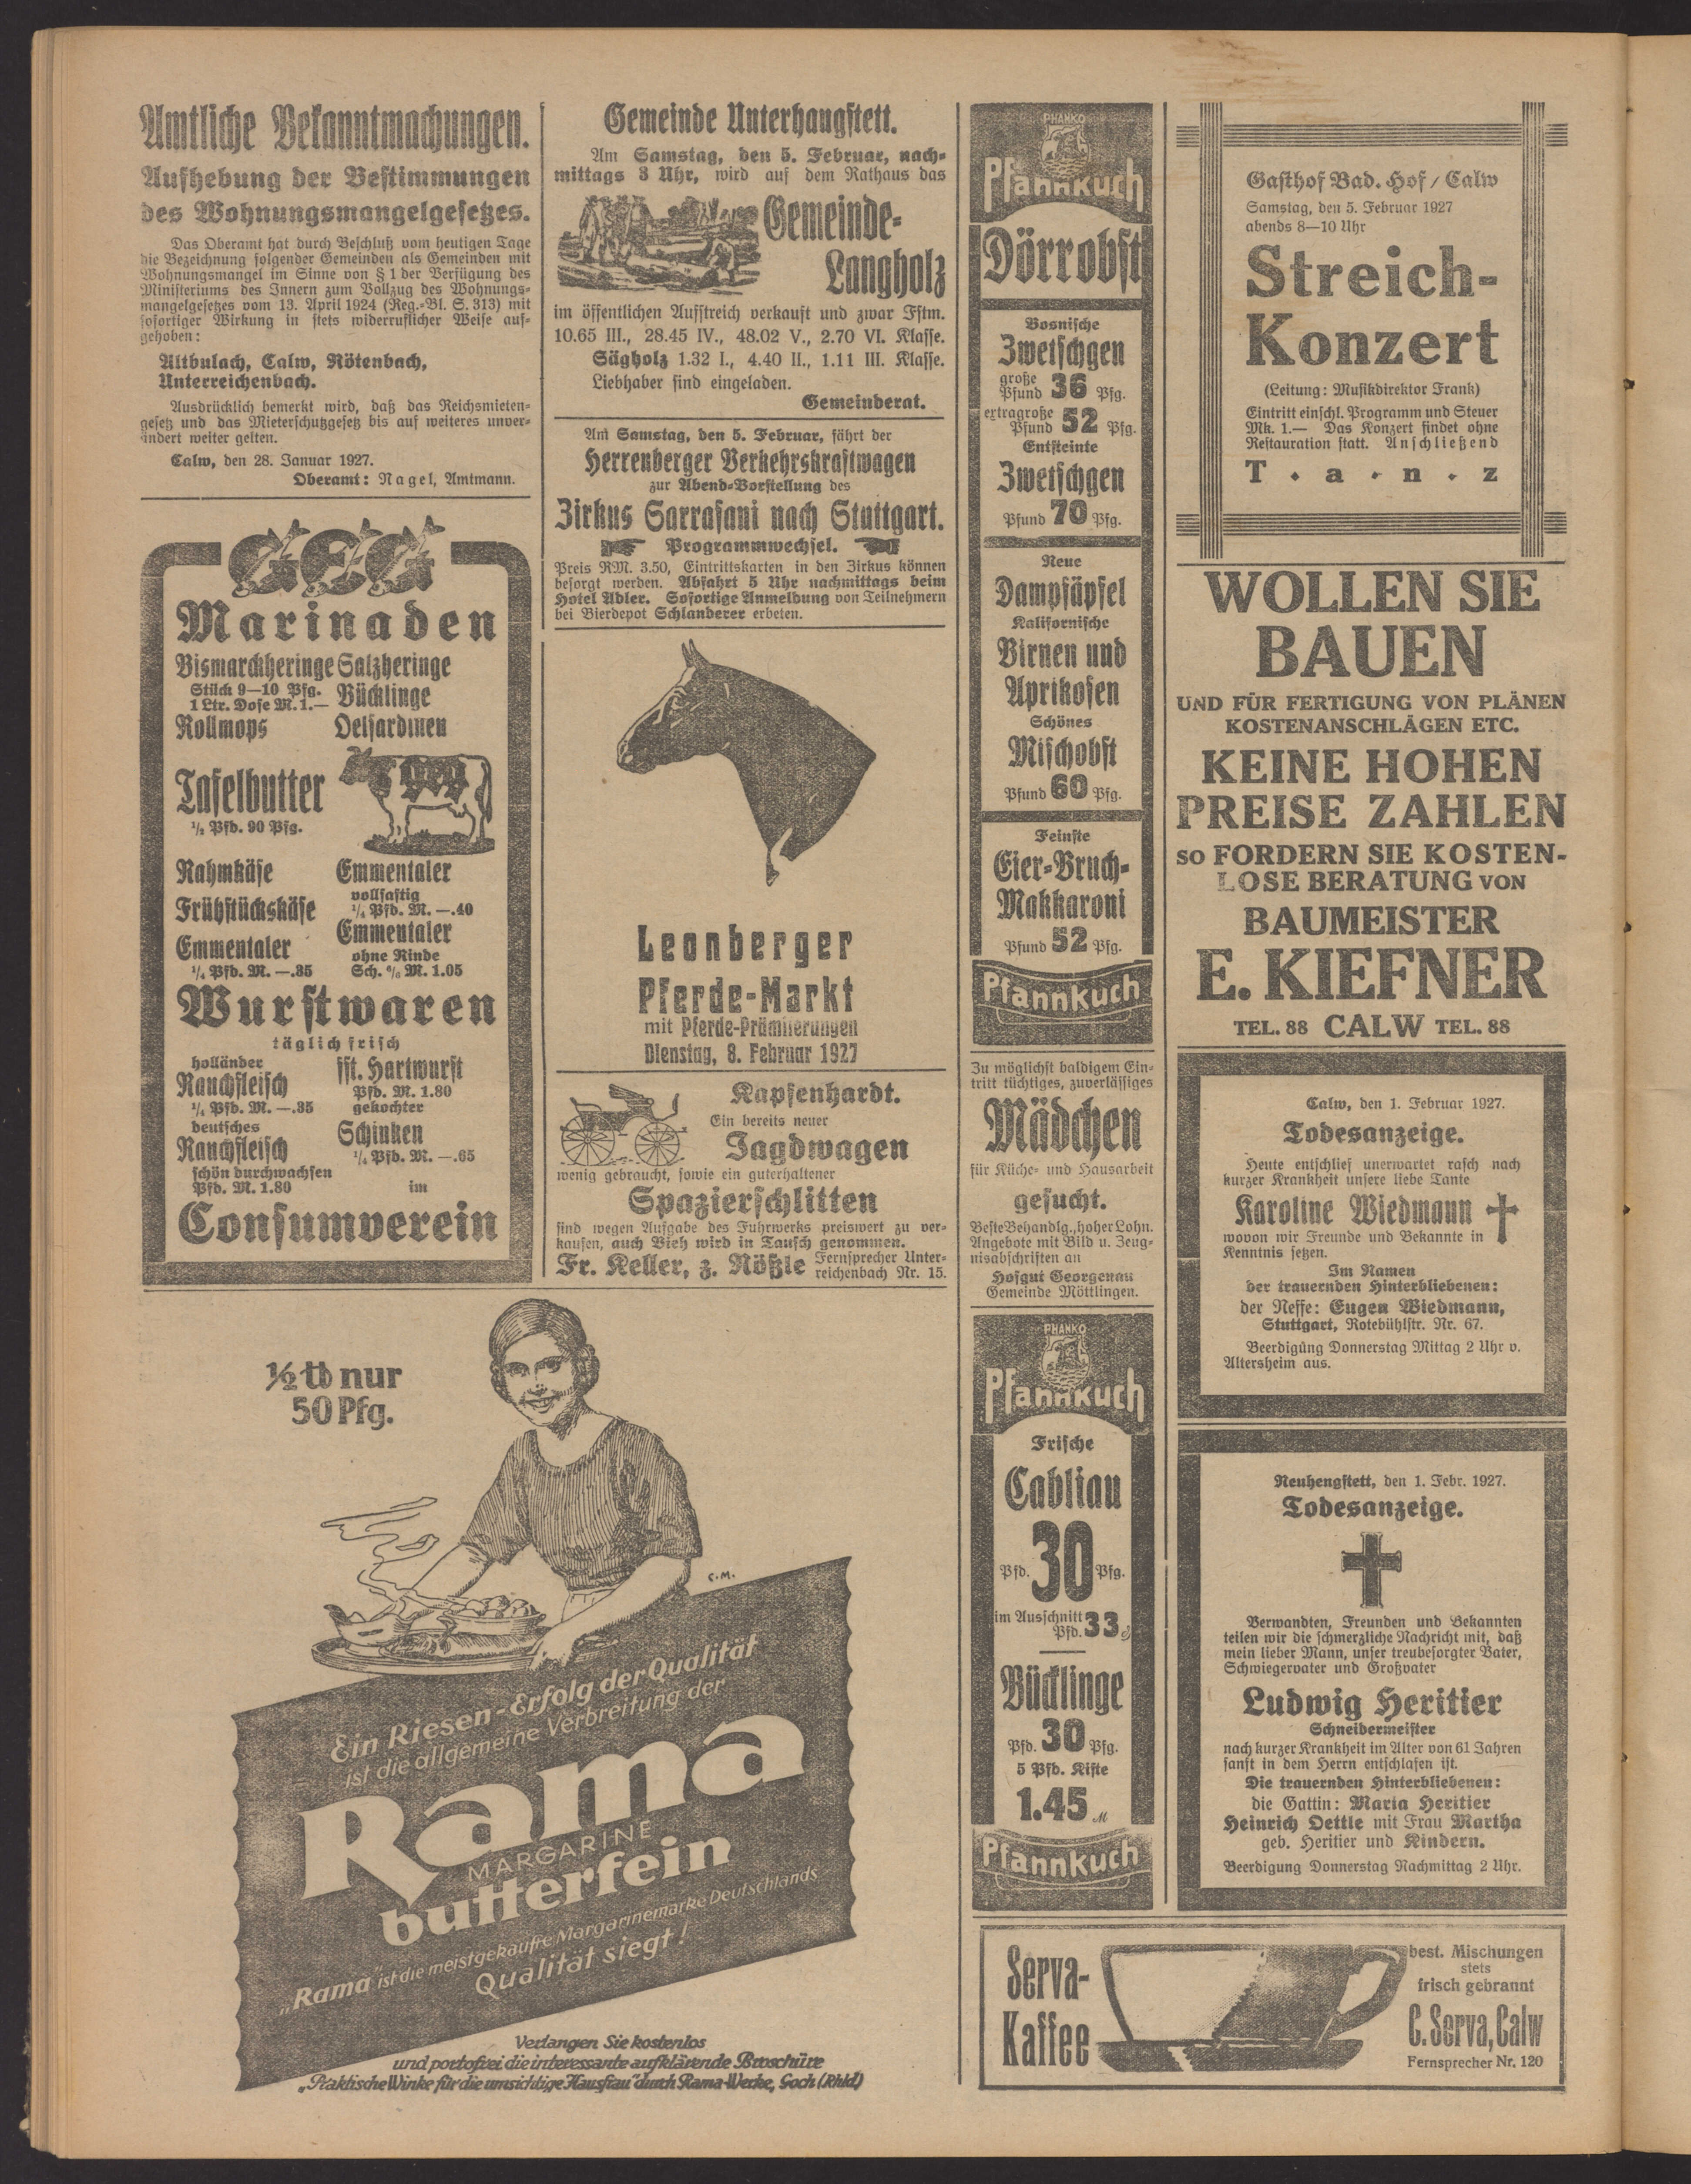 Amtliche Bekanntmachungen.
Aufhebung der Bestimmungen
des Wohnungsmangelgesetzes.
Das Oberamt hat durch Beschluß vom heutigen Tage
die Bezeichnung folgender Gemeinden als Gemeinden mit
Wohnungsmangel im Sinne von § 1 der Verfügung des
Ministeriums des Innern zum Vollzug des Wohnungs-
mangelgesetzes vom 13. April 1924 (Reg.-Bl. S. 313) mit
sofortiger Wirkung in stets widerruflicher Weise auf-
gehoben:
Altbulach, Calw, Rötenbach,
Unterreichenbach.
Ausdrücklich bemerkt wird, daß das Reichsmieten-
gesetz und das Mieterschutzgesetz bis auf weiteres unver-
ändert weiter gelten.
Calw, den 28. Januar 1927.
Oberamt: Nagel, Amtmann.
GEG
Marinaden
Bismarckheringe Salzheringe
Stück 9—10 Pfg.
1 Ltr. Dose M. 1.— Bücklinge
Rollmops Oelsardinen
Tafelbutter
½ Pfd. 90 Pfg.
Rahmkäse Emmentaler
vollsaftig
Frühstückskäse ¼ Pfd. M. —.40
Emmentaler Emmentaler
ohne Rinde
¼ Pfd. M. —.35 Sch. 6/6 M. 1.05
Wurstwaren
täglich frisch
holländer fst. Hartwurst
Rauchfleisch Pfd. M. 1.80
¼ Pfd. M. —.35 gekochter
deutsches Schinken
Rauchfleisch ¼ Pfd. M. —.65
schön durchwachsen
Pfd. M. 1.80 im
Consumverein
Gemeinde Unterhaugstett.
Am Samstag, den 5. Februar, nach-
mittags 3 Uhr, wird auf dem Rathaus das
Gemeinde-
Langholz
im öffentlichen Aufstreich verkauft und zwar Fstm.
10.65 III., 28.45 IV., 48.02 V., 2.70 VI. Klasse.
Sägholz 1.32 I., 4.40 II., 1.11 III. Klasse.
Liebhaber sind eingeladen.
Gemeinderat.
Am Samstag, den 5. Februar, fährt der
Herrenberger Verkehrskraftwagen
zur Abend-Vorstellung des
Zirkus Sarrasani nach Stuttgart.
Programmwechsel.
Preis RM. 3.50, Eintrittskarten in den Zirkus können
besorgt werden. Abfahrt 5 Uhr nachmittags beim
Hotel Adler. Sofortige Anmeldung von Teilnehmern
bei Bierdepot Schlanderer erbeten.
Leonberger
Pferde-Markt
mit Pferde-Prämiierungen
Dienstag, 8. Februar 1927
Kapfenhardt.
Ein bereits neuer
Jagdwagen
wenig gebraucht, sowie ein guterhaltener
Spazierschlitten
sind wegen Aufgabe des Fuhrwerks preiswert zu ver-
kaufen, auch Vieh wird in Tausch genommen.
Fr. Keller, z. Rößle Fernsprecher Unter-
reichenbach Nr. 15.
½ ℔ nur
50 Pfg.
C.M.
Ein Riesen-Erfolg der Qualität
ist die allgemeine Verbreitung der
Rama
MARGARINE
butterfein
„Rama“ ist die meistgekaufte Margarinemarke Deutschlands
Qualität siegt!
Verlangen Sie kostenlos
und portofrei die interessante aufklärende Broschüre
„Praktische Winke für die umsichtige Hausfrau“ durch Rama-Werke, Goch (Rhld)
PHANKO
Pfannkuch
Dörrobst
Bosnische
Zwetschgen
große
Pfund 36 Pfg.
extragroße
Pfund 52 Pfg.
Entsteinte
Zwetschgen
Pfund 70 Pfg.
Neue
Dampfäpfel
Kalifornische
Birnen und
Aprikosen
Schönes
Mischobst
Pfund 60 Pfg.
Feinste
Eier-Bruch-
Makkaroni
Pfund 52 Pfg.
Pfannkuch
Zu möglichst baldigem Ein-
tritt tüchtiges, zuverlässiges
Mädchen
für Küche- und Hausarbeit
gesucht.
Beste Behandlg., hoher Lohn.
Angebote mit Bild u. Zeug-
nisabschriften an
Hofgut Georgenau
Gemeinde Möttlingen.
PHANKO
Pfannkuch
Frische
Cabliau
Pfd. 30 Pfg.
im Ausschnitt
Pfd. 33 ₰
Bücklinge
Pfd. 30 Pfg.
5 Pfd. Kiste
1.45 M
Pfannkuch
Gasthof Bad. Hof / Calw
Samstag, den 5. Februar 1927
abends 8—10 Uhr
Streich-
Konzert
(Leitung: Musikdirektor Frank)
Eintritt einschl. Programm und Steuer
Mk. 1.— Das Konzert findet ohne
Restauration statt. Anschließend
T . a . n . z
WOLLEN SIE
BAUEN
UND FÜR FERTIGUNG VON PLÄNEN
KOSTENANSCHLÄGEN ETC.
KEINE HOHEN
PREISE ZAHLEN
SO FORDERN SIE KOSTEN-
LOSE BERATUNG VON
BAUMEISTER
E. KIEFNER
TEL. 88 CALW TEL. 88
Calw, den 1. Februar 1927.
Todesanzeige.
Heute entschlief unerwartet rasch nach
kurzer Krankheit unsere liebe Tante
Karoline Wiedmann
wovon wir Freunde und Bekannte in
Kenntnis setzen.
Im Namen
der trauernden Hinterbliebenen:
der Neffe: Eugen Wiedmann,
Stuttgart, Rotebühlstr. Nr. 67.
Beerdigung Donnerstag Mittag 2 Uhr v.
Altersheim aus.
Neuhengstett, den 1. Febr. 1927.
Todesanzeige.
Verwandten, Freunden und Bekannten
teilen wir die schmerzliche Nachricht mit, daß
mein lieber Mann, unser treubesorgter Vater,
Schwiegervater und Großvater
Ludwig Heritier
Schneidermeister
nach kurzer Krankheit im Alter von 61 Jahren
sanft in dem Herrn entschlafen ist.
Die trauernden Hinterbliebenen:
die Gattin: Maria Heritier
Heinrich Oettle mit Frau Martha
geb. Heritier und Kindern.
Beerdigung Donnerstag Nachmittag 2 Uhr.
Serva-
Kaffee
best. Mischungen
stets
frisch gebrannt
C. Serva, Calw
Fernsprecher Nr. 120